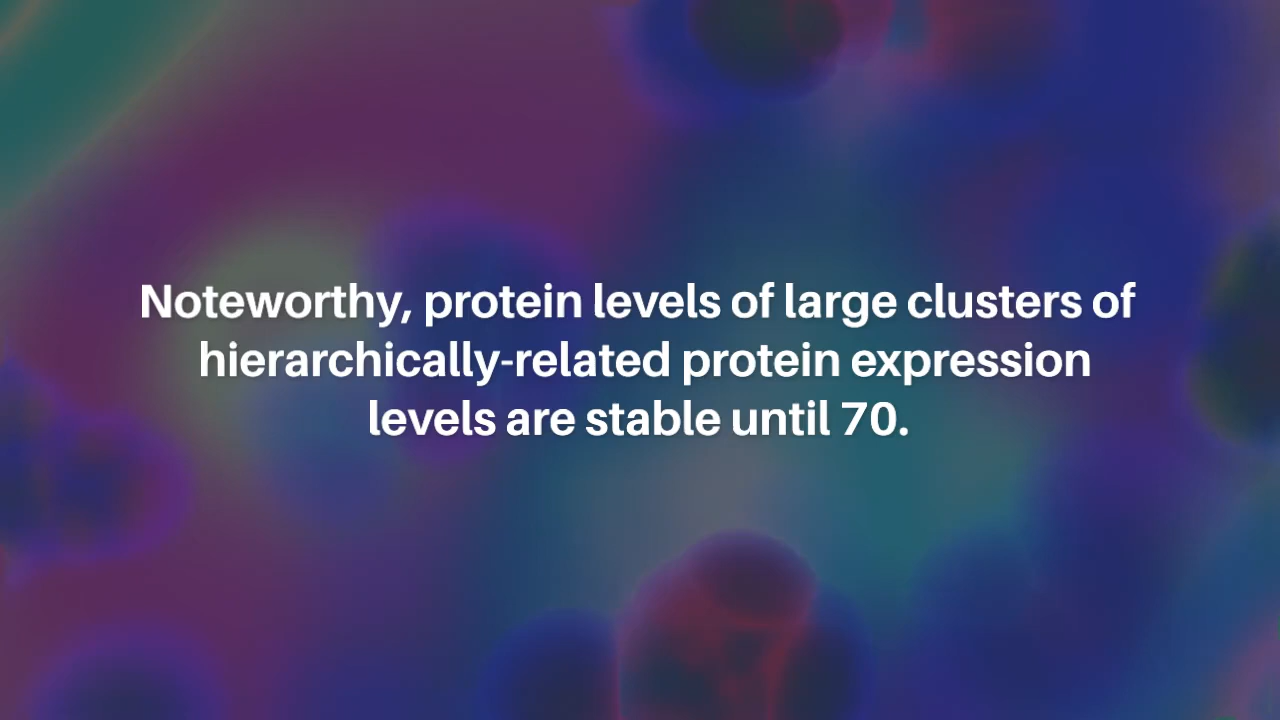 Noteworthy, protein levels of large clusters of
hierarchically-related protein expression
levels are stable until 70.